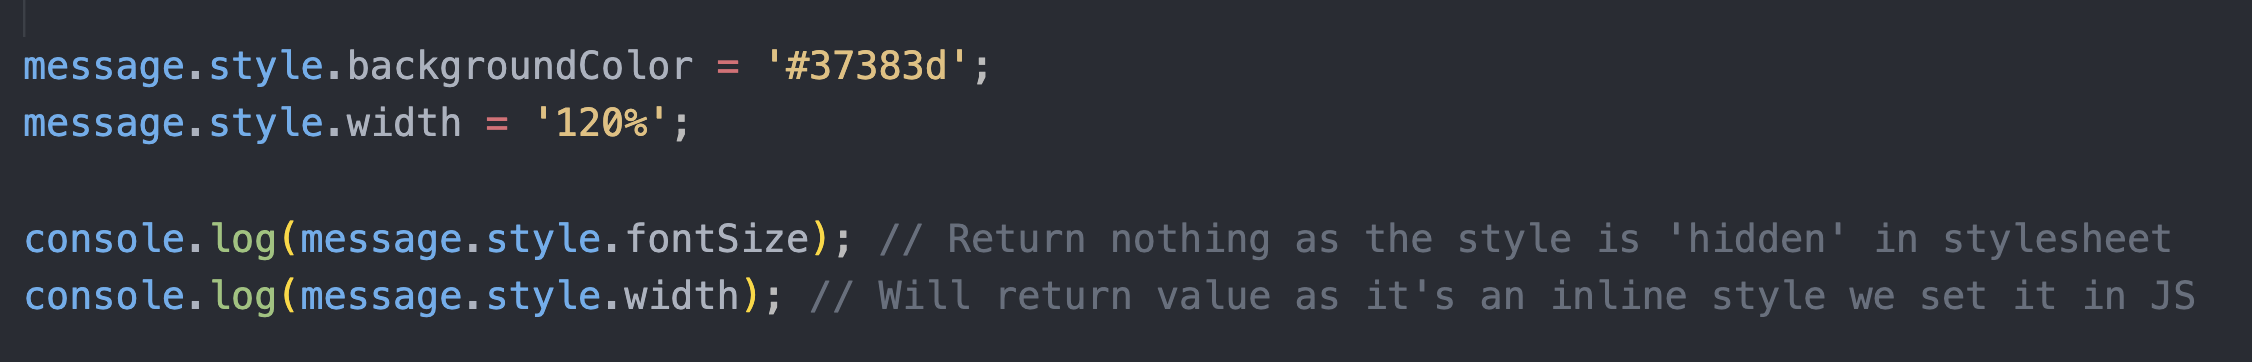 message.style.backgroundColor = '#37383d';
message.style.width = '120%';
console.log(message.style.fontSize); // Return nothing as the style is 'hidden' in stylesheet
console.log(message.style.width); // Will return value as it's an inline style we set it in JS